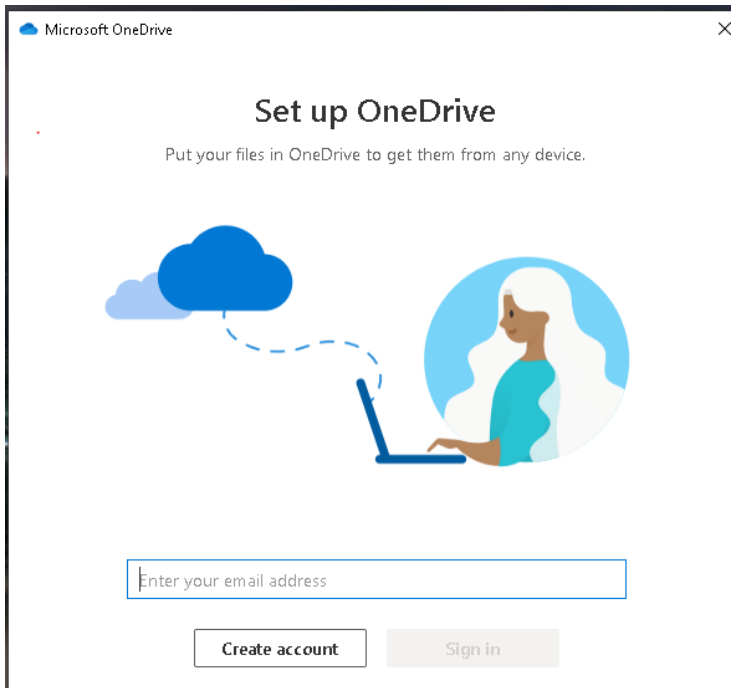 Microsoft OneDrive
Set up OneDrive
Put your files in OneDrive to get them from any device.
Enter your email address
Create account
Sign in